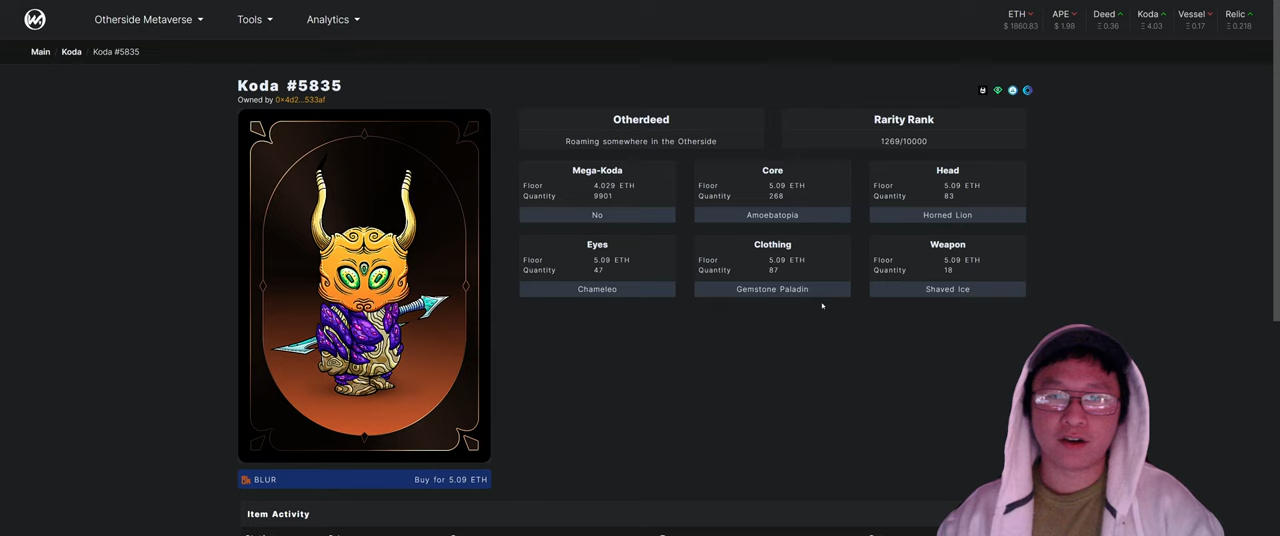 Otherside Metaverse
Tools
Analytics
ETH APE Deed Koda Vessel Relic
$ 1860.83 $ 1.98 Ξ 0.36 Ξ 4.03 Ξ 0.17 Ξ 0.218
Main / Koda / Koda #5835
Koda #5835
Owned by 0x4d2...533af
Otherdeed
Roaming somewhere in the Otherside
Rarity Rank
1269/10000
Mega-Koda
Floor 4.029 ETH
Quantity 9901
No
Core
Floor 5.09 ETH
Quantity 268
Amoebatopia
Head
Floor 5.09 ETH
Quantity 83
Horned Lion
Eyes
Floor 5.09 ETH
Quantity 47
Chameleo
Clothing
Floor 5.09 ETH
Quantity 87
Gemstone Paladin
Weapon
Floor 5.09 ETH
Quantity 18
Shaved Ice
BLUR Buy for 5.09 ETH
Item Activity